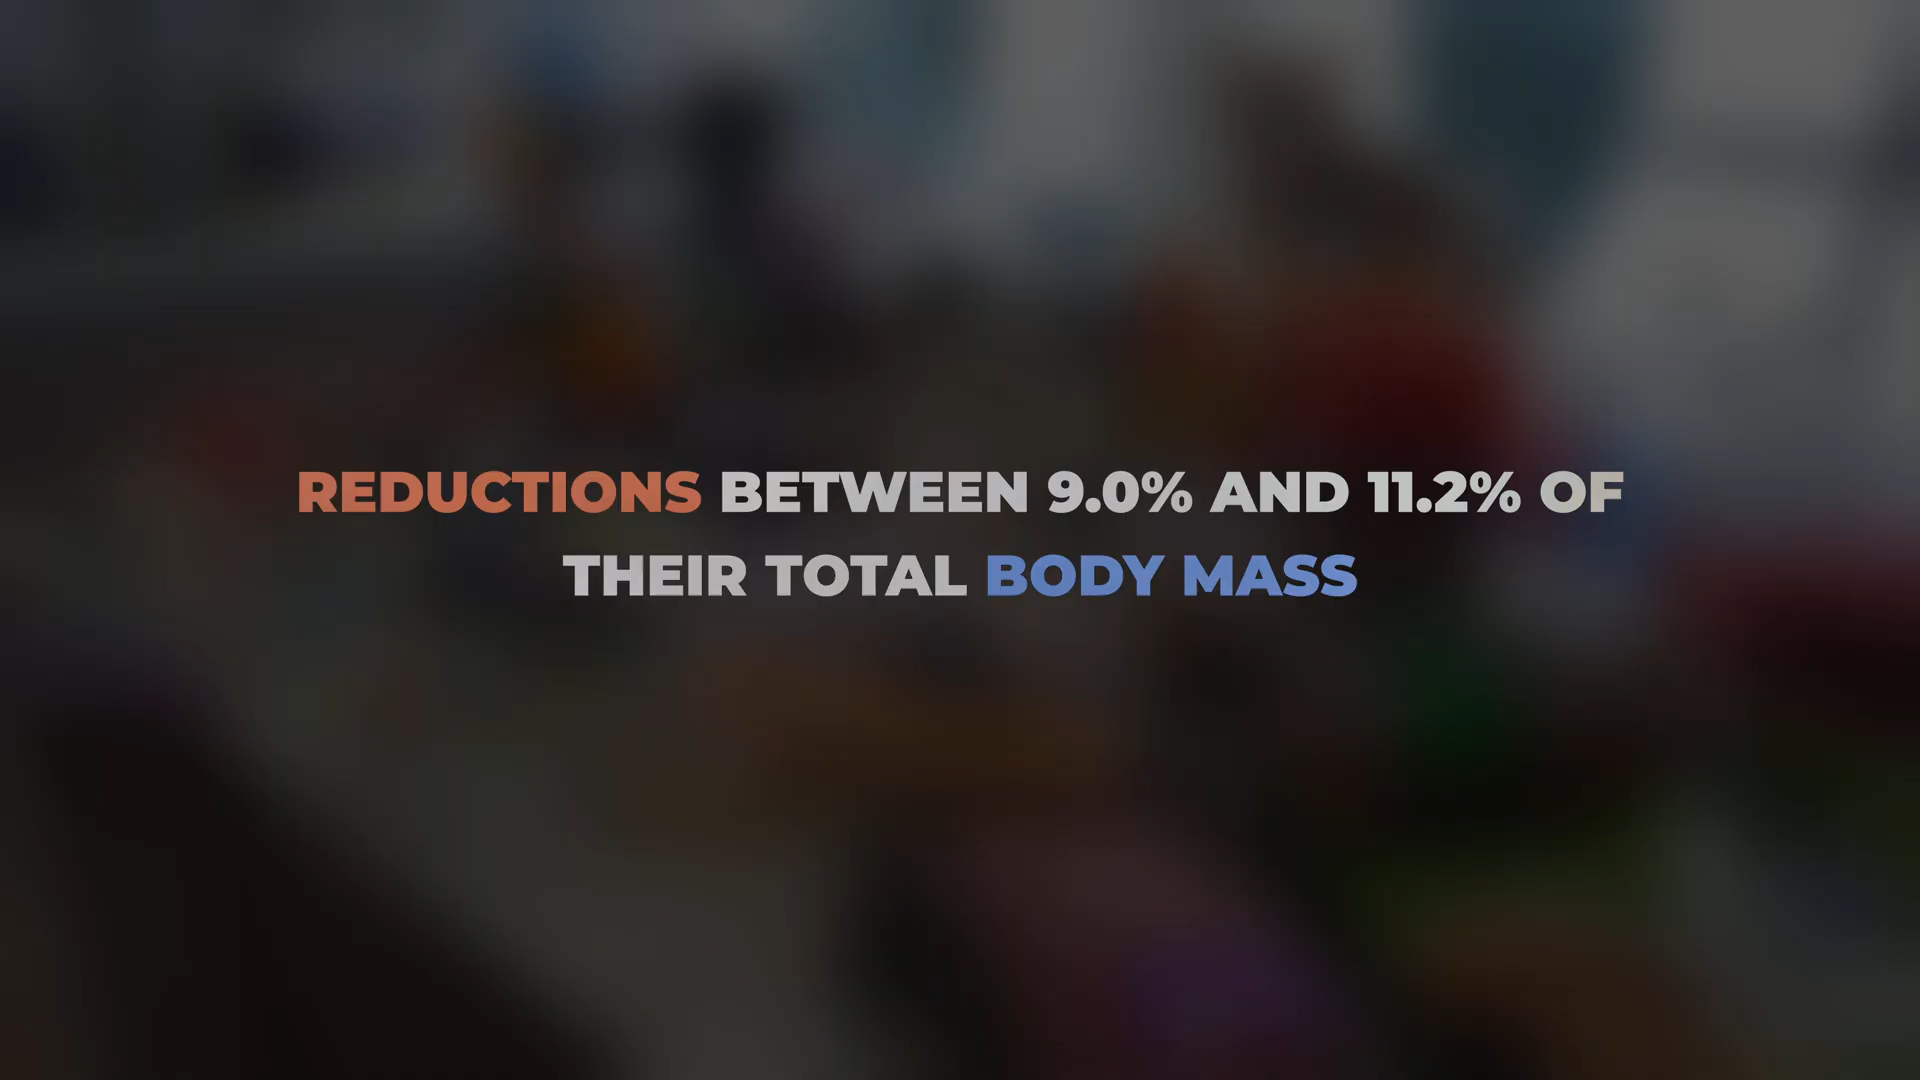 REDUCTIONS BETWEEN 9.0% AND 11.2% OF
THEIR TOTAL BODY MASS